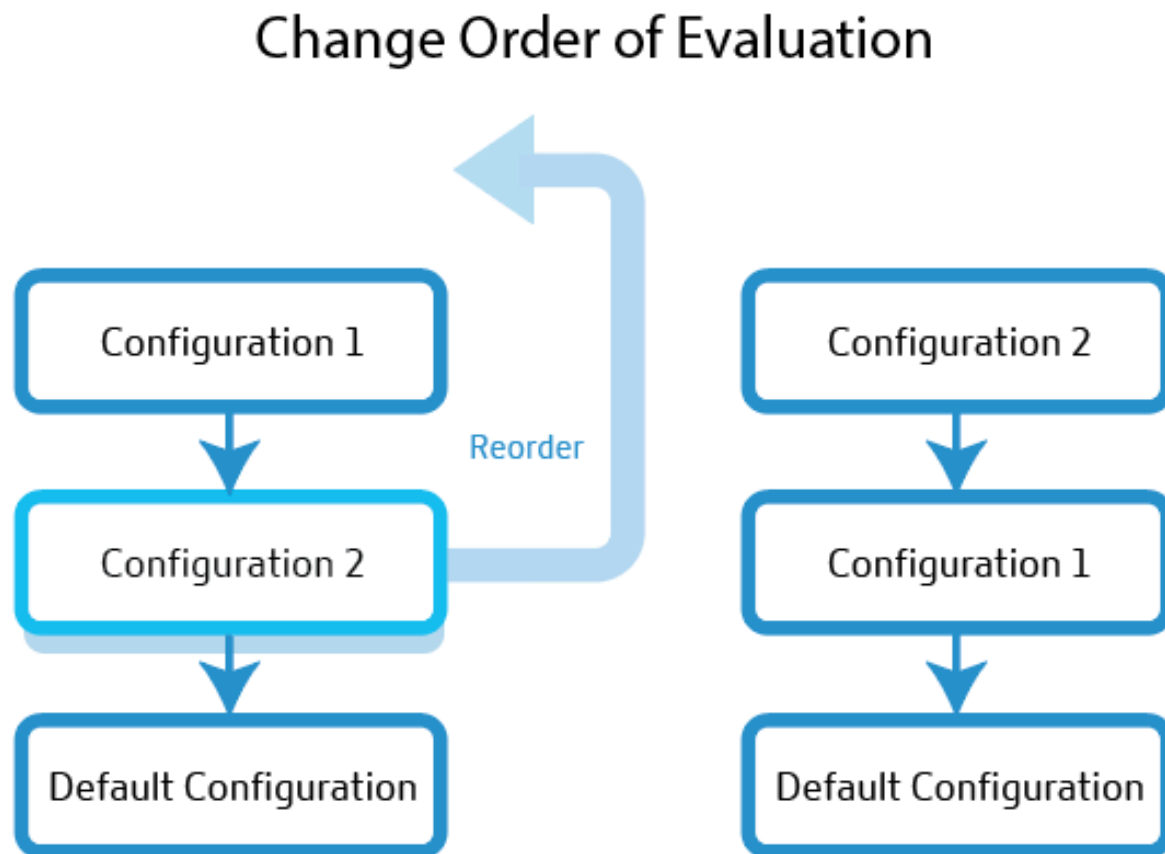 Change Order of Evaluation
Configuration 1
Reorder
Configuration 2
Default Configuration
Configuration 2
Configuration 1
Default Configuration